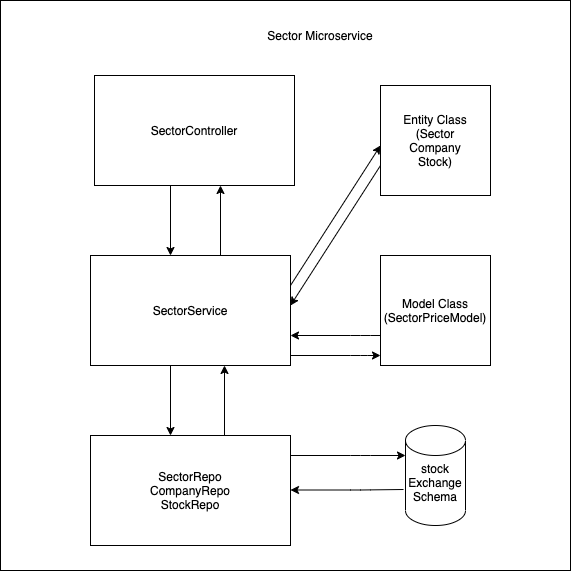 Sector Microservice
SectorController
Entity Class
(Sector
Company
Stock)
SectorService
Model Class
(SectorPriceModel)
SectorRepo
CompanyRepo
StockRepo
stock
Exchange
Schema